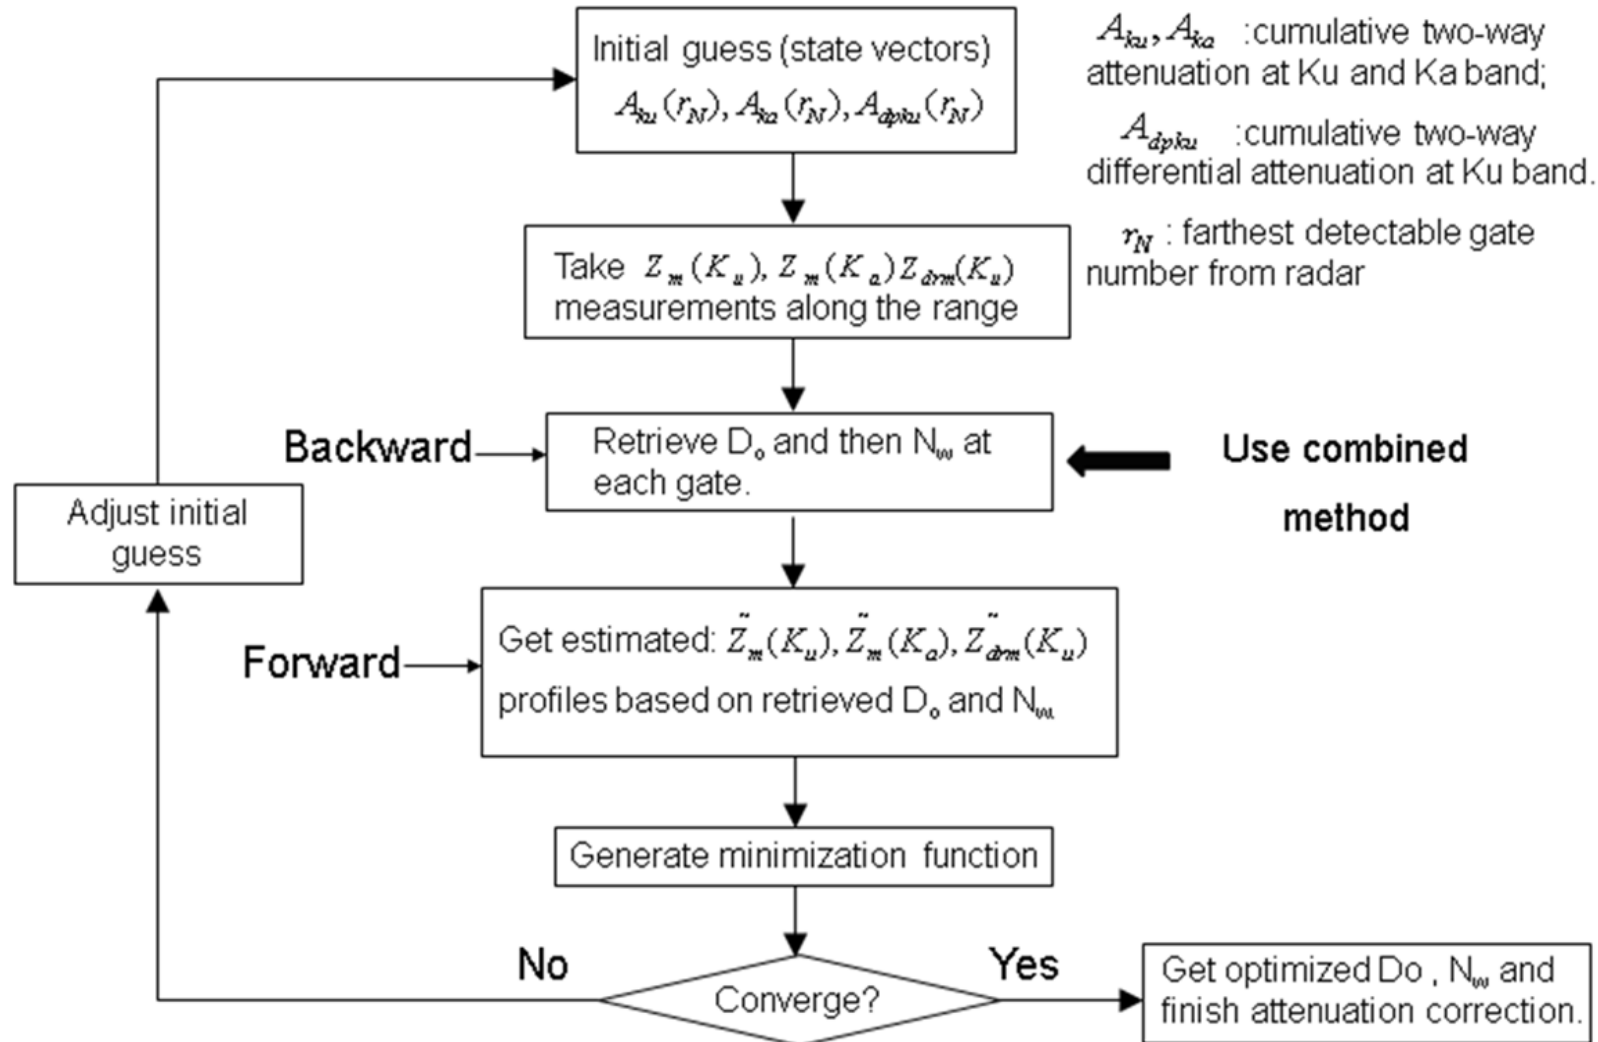 Initial guess (state vectors)
A_ku(r_N), A_ka(r_N), A_dpku(r_N)
A_ku, A_ka :cumulative two-way
attenuation at Ku and Ka band;
A_dpku :cumulative two-way
differential attenuation at Ku band.
r_N : farthest detectable gate
number from radar
Take Z_m(K_u), Z_m(K_a) Z_drm(K_u)
measurements along the range
Backward
Retrieve D_o and then N_w at
each gate.
Use combined
method
Adjust initial
guess
Forward
Get estimated: Z̃_m(K_u), Z̃_m(K_a), Z̃_drm(K_u)
profiles based on retrieved D_o and N_w
Generate minimization function
No
Converge?
Yes
Get optimized Do , N_w and
finish attenuation correction.